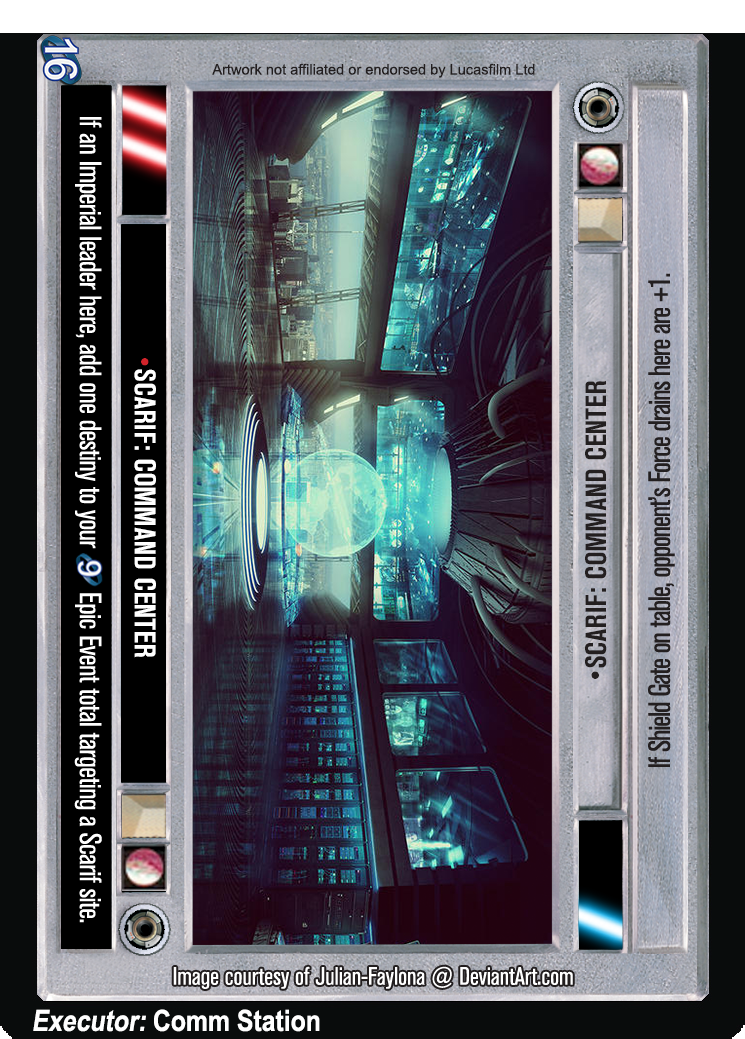 16
Artwork not affiliated or endorsed by Lucasfilm Ltd
If an Imperial leader here, add one destiny to your 9 Epic Event total targeting a Scarif site.
•SCARIF: COMMAND CENTER
•SCARIF: COMMAND CENTER
If Shield Gate on table, opponent's Force drains here are +1.
Image courtesy of Julian-Faylona @ DeviantArt.com
Executor: Comm Station